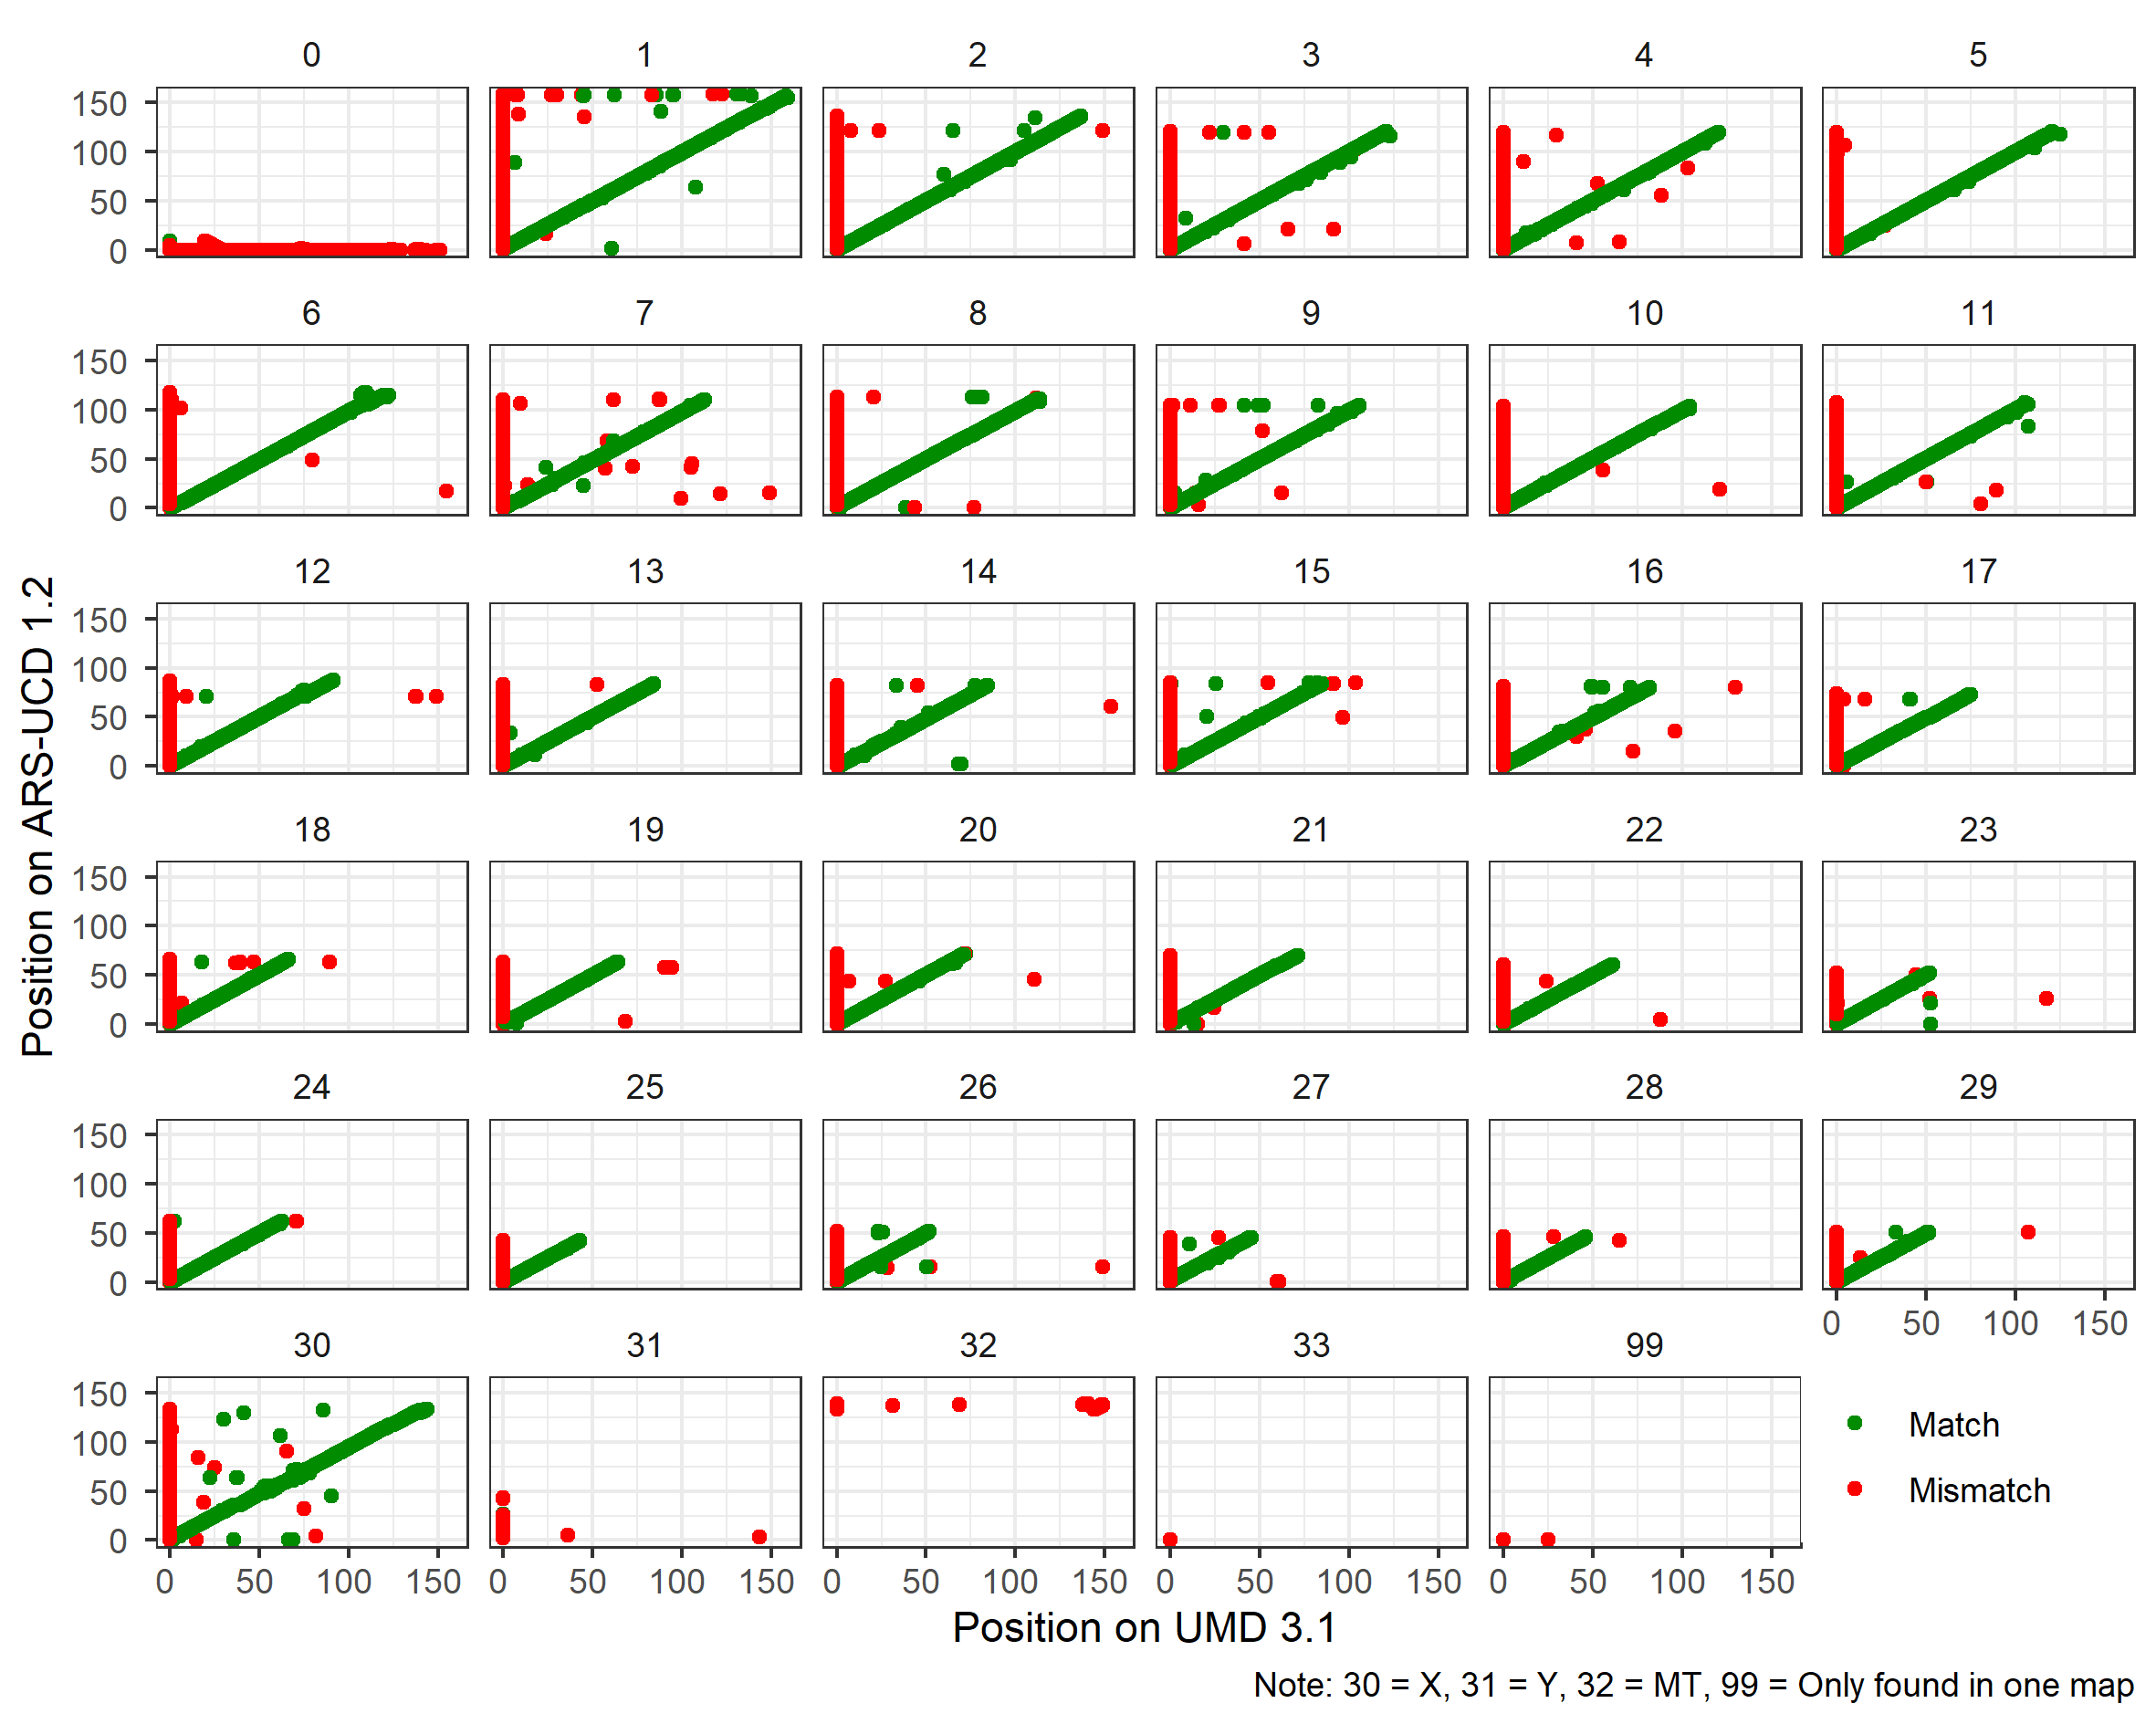 0 1 2 3 4 5
150
100
50
0
6 7 8 9 10 11
150
100
50
0
12 13 14 15 16 17
150
100
50
0
18 19 20 21 22 23
150
100
50
0
24 25 26 27 28 29
150
100
50
0
0 50 100 150
30 31 32 33 99
150
100
50
0
0 50 100 150 0 50 100 150 0 50 100 150 0 50 100 150 0 50 100 150
Position on ARS-UCD 1.2
Position on UMD 3.1
Match
Mismatch
Note: 30 = X, 31 = Y, 32 = MT, 99 = Only found in one map